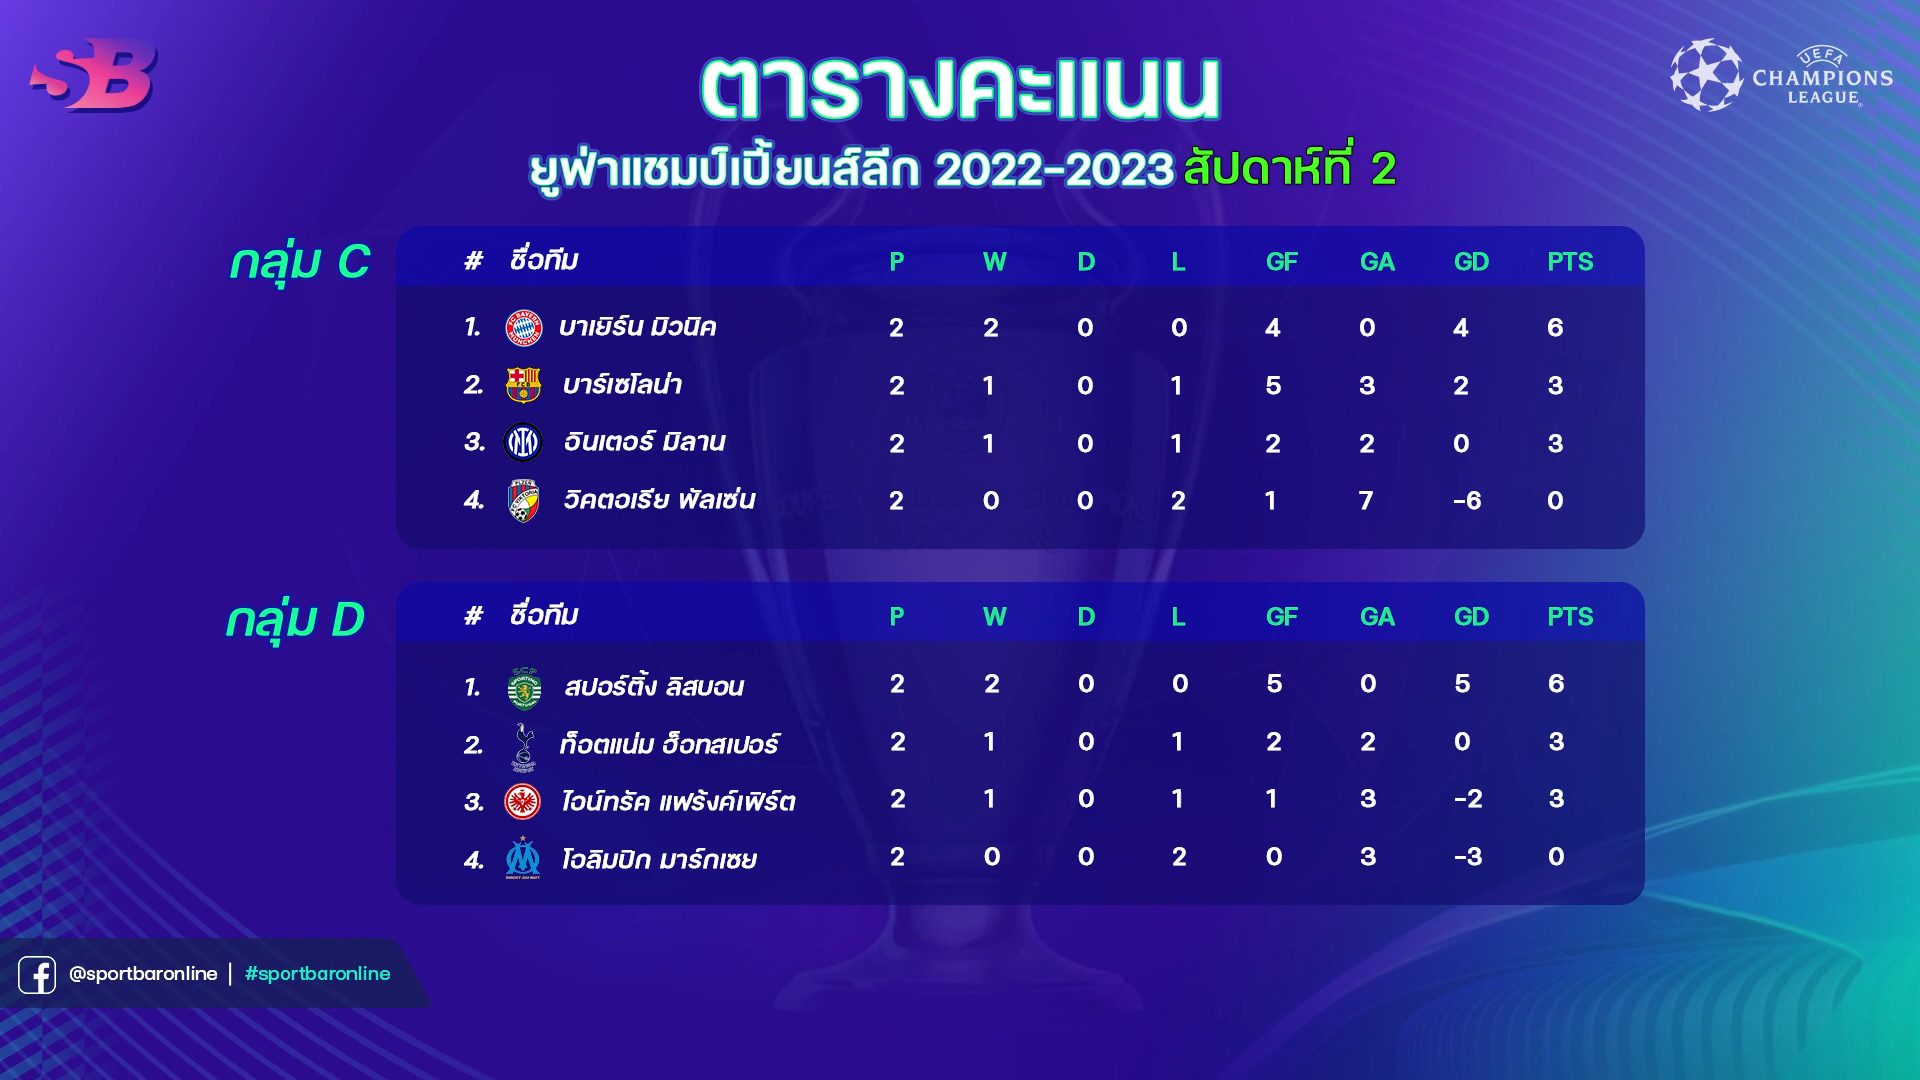 SB
ตารางคะแนน
UEFA
CHAMPIONS
LEAGUE
ยูฟ่าแชมป์เปี้ยนส์ลีก 2022-2023 สัปดาห์ที่ 2
กลุ่ม C
# ชื่อทีม P W D L GF GA GD PTS
1. บาเยิร์น มิวนิค 2 2 0 0 4 0 4 6
2. บาร์เซโลน่า 2 1 0 1 5 3 2 3
3. อินเตอร์ มิลาน 2 1 0 1 2 2 0 3
4. วิคตอเรีย พัลเซ่น 2 0 0 2 1 7 -6 0
กลุ่ม D
# ชื่อทีม P W D L GF GA GD PTS
1. สปอร์ติ้ง ลิสบอน 2 2 0 0 5 0 5 6
2. ท็อตแน่ม ฮ็อทสเปอร์ 2 1 0 1 2 2 0 3
3. ไอน์ทรัค แฟร้งค์เฟิร์ต 2 1 0 1 1 3 -2 3
4. โอลิมปิก มาร์กเซย 2 0 0 2 0 3 -3 0
@sportbaronline | #sportbaronline